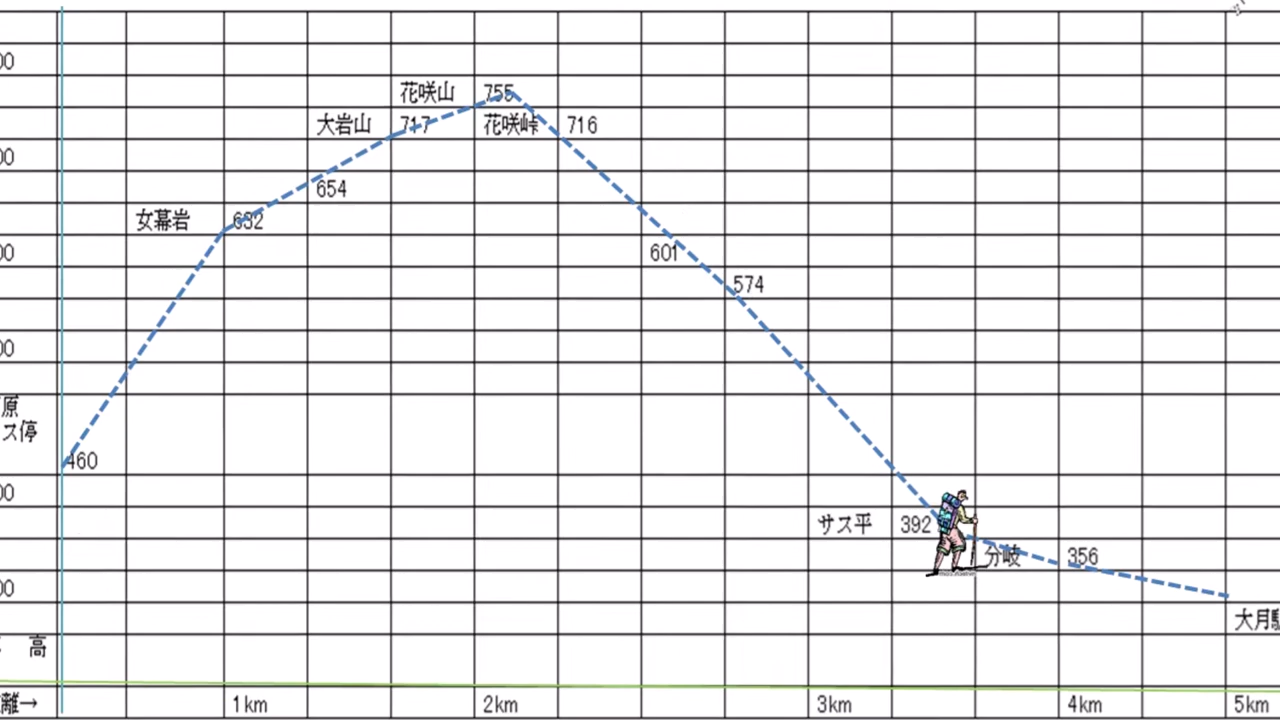 00
花咲山 755
大岩山 717 花咲峠 716
00
654
女幕岩 632
00
601
574
00
原
ス停
460
00
サス平 392
分岐 356
00
大月駅
高
離→ 1km 2km 3km 4km 5km